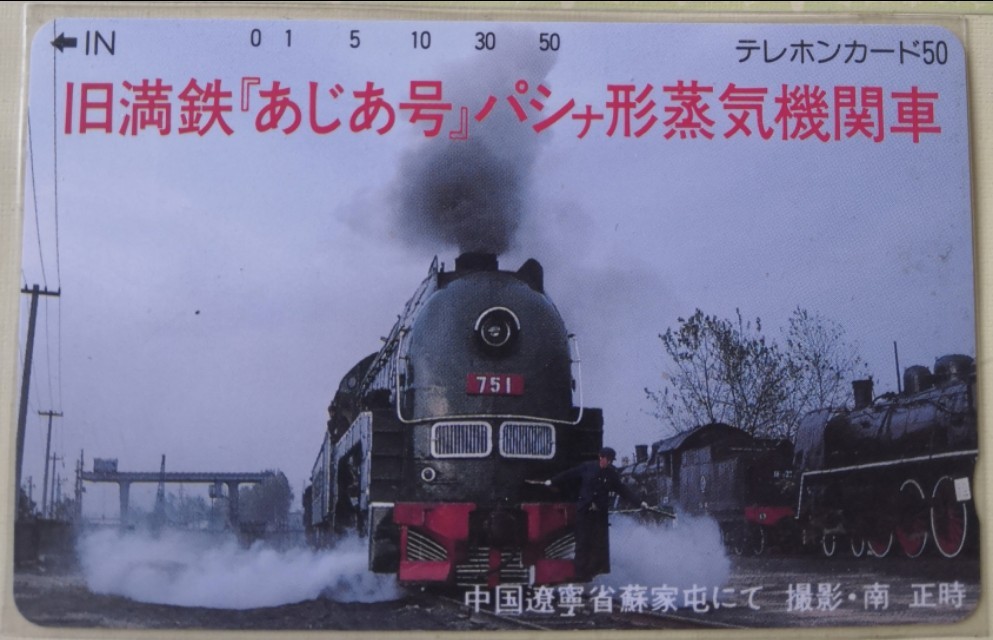 ←IN 0 1 5 10 30 50 テレホンカード50
旧満鉄『あじあ号』パシナ形蒸気機関車
751
中国遼寧省蘇家屯にて 撮影・南 正時